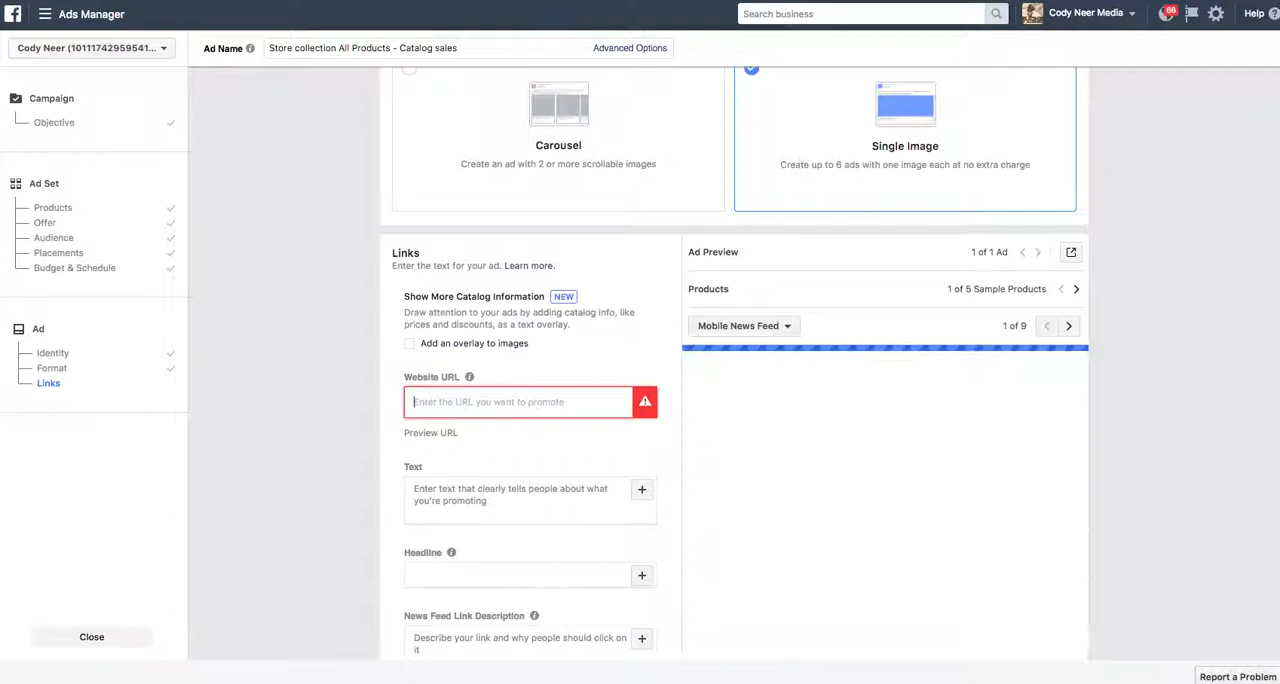 Ads Manager
Search business
Cody Neer Media
66
Help
Cody Neer (10111742959541...
Ad Name
Store collection All Products - Catalog sales
Advanced Options
Campaign
Objective
Ad Set
Products
Offer
Audience
Placements
Budget & Schedule
Ad
Identity
Format
Links
Close
Carousel
Create an ad with 2 or more scrollable images
Single Image
Create up to 6 ads with one image each at no extra charge
Links
Enter the text for your ad. Learn more.
Show More Catalog Information NEW
Draw attention to your ads by adding catalog info, like
prices and discounts, as a text overlay.
Add an overlay to images
Website URL
Enter the URL you want to promote
Preview URL
Text
Enter text that clearly tells people about what
you're promoting
Headline
News Feed Link Description
Describe your link and why people should click on
it
Ad Preview
1 of 1 Ad
Products
1 of 5 Sample Products
Mobile News Feed
1 of 9
Report a Problem